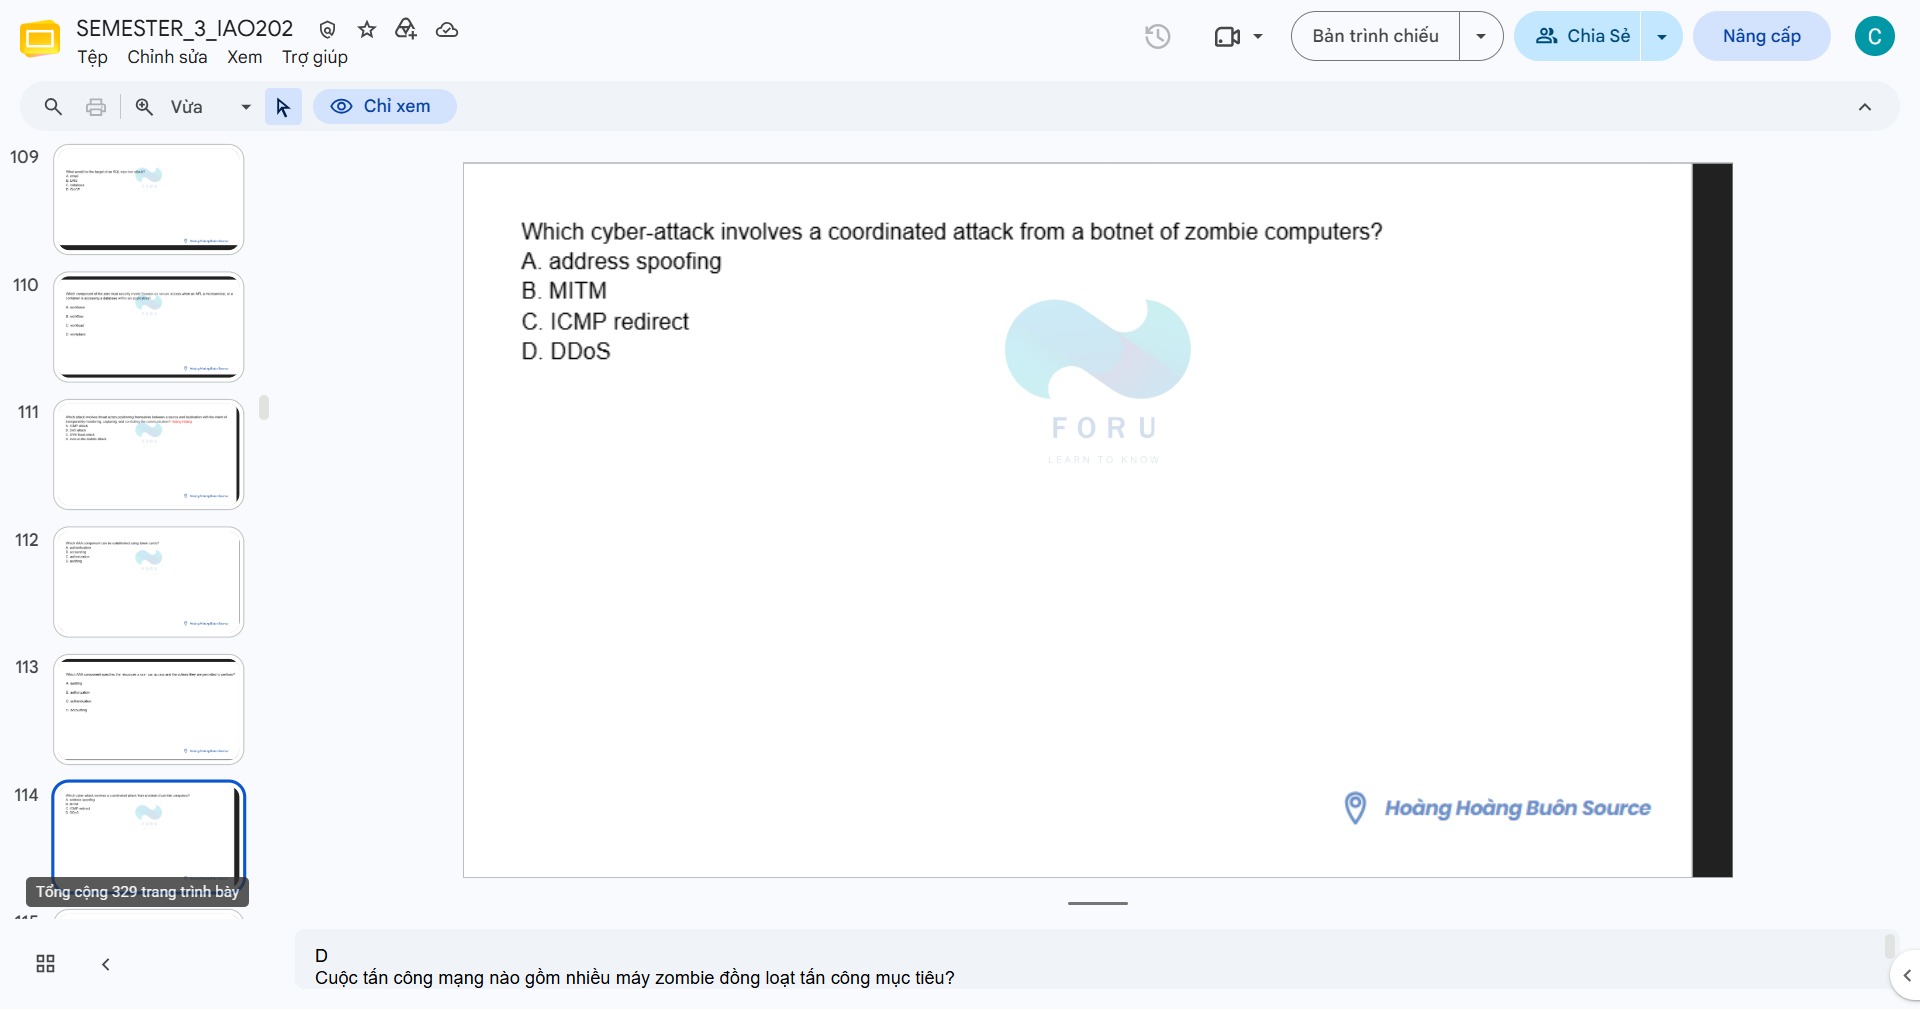 SEMESTER_3_IAO202
Tệp Chỉnh sửa Xem Trợ giúp
Bản trình chiếu
Chia Sẻ
Nâng cấp
C
Vừa
Chỉ xem
109
110
111
112
113
114
Tổng cộng 329 trang trình bày
Which cyber-attack involves a coordinated attack from a botnet of zombie computers?
A. address spoofing
B. MITM
C. ICMP redirect
D. DDoS
FORU
LEARN TO KNOW
Hoàng Hoàng Buôn Source
D
Cuộc tấn công mạng nào gồm nhiều máy zombie đồng loạt tấn công mục tiêu?